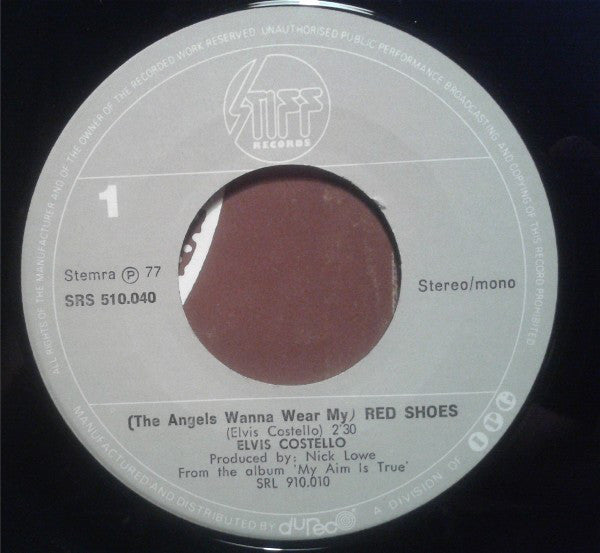 ALL RIGHTS OF THE MANUFACTURER AND OF THE OWNER OF THE RECORDED WORK RESERVED UNAUTHORISED PUBLIC PERFORMANCE BROADCASTING AND COPYING OF THIS RECORD PROHIBITED
STIFF
RECORDS
1
Stemra ℗ 77
SRS 510.040
Stereo/mono
(The Angels Wanna Wear My) RED SHOES
(Elvis Costello) 2'30
ELVIS COSTELLO
Produced by: Nick Lowe
From the album 'My Aim Is True'
SRL 910.010
MANUFACTURED AND DISTRIBUTED BY dureco A DIVISION OF